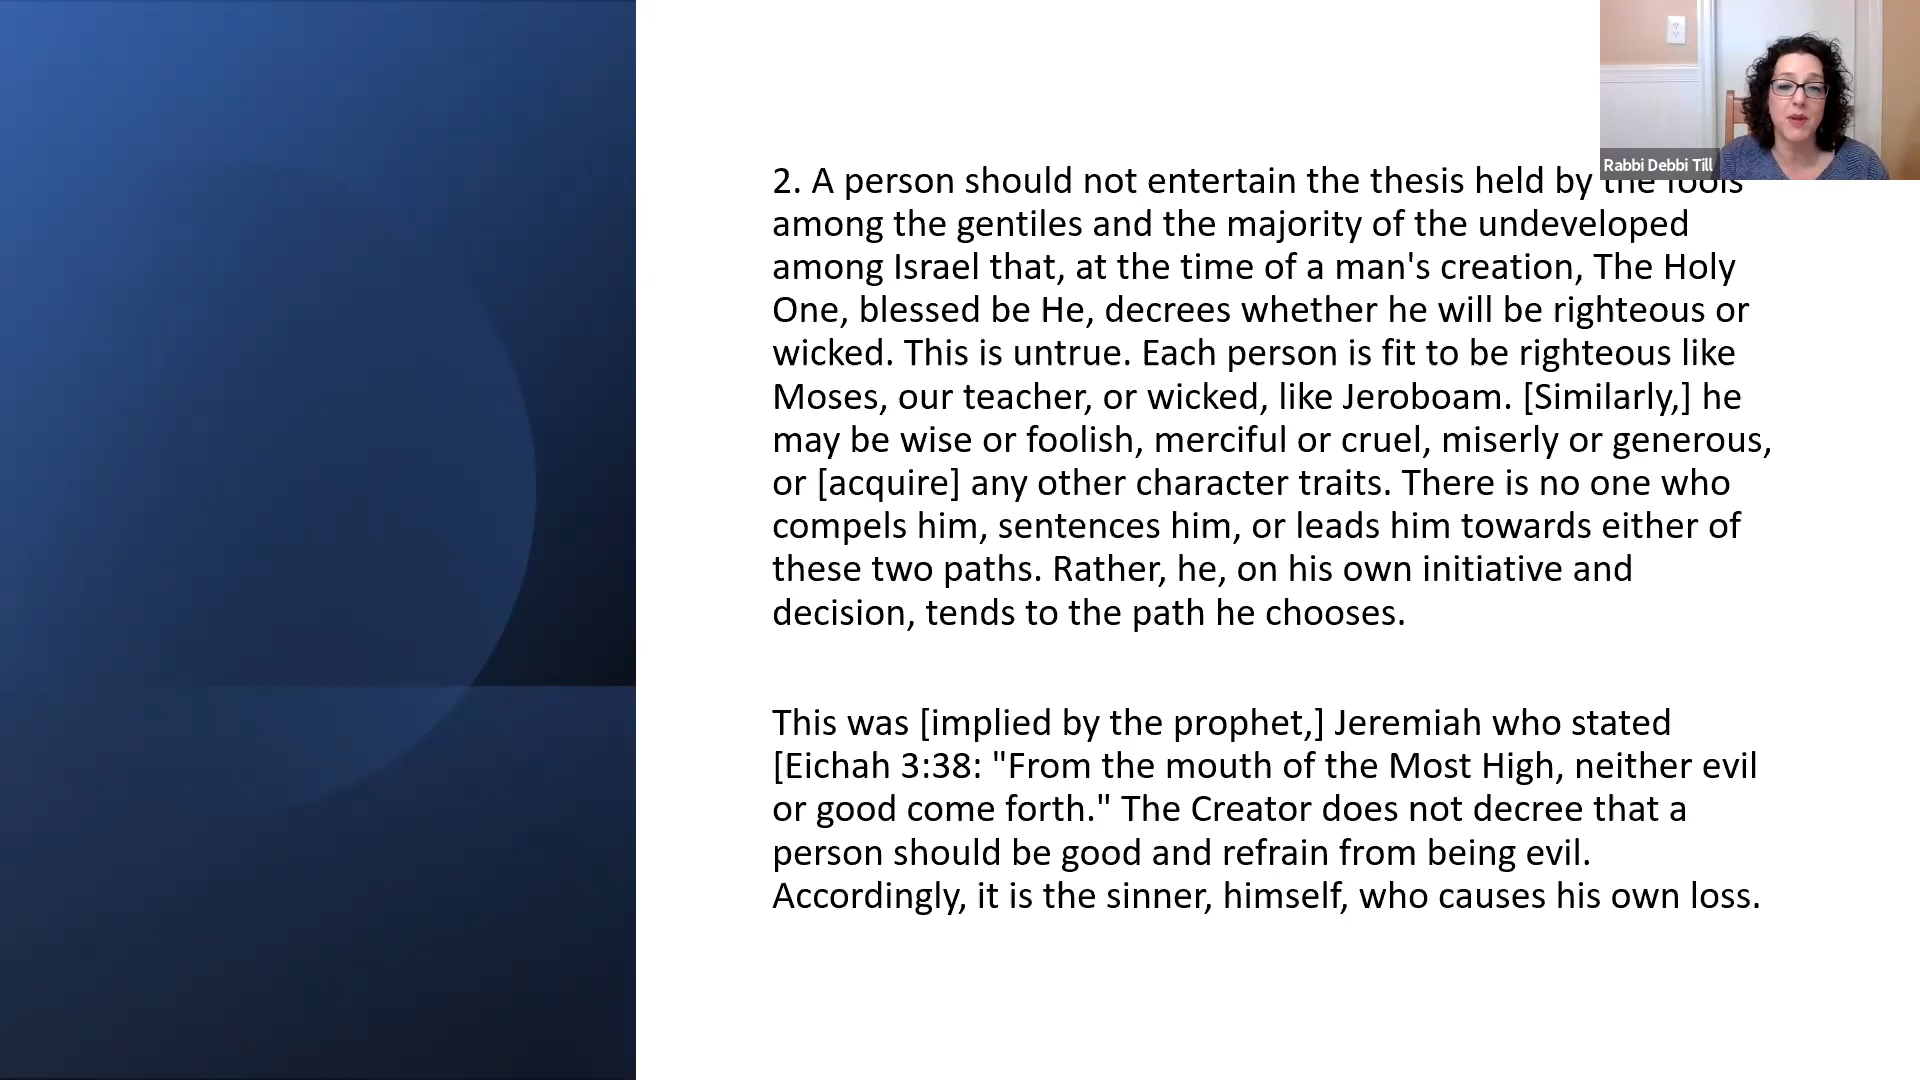 2. A person should not entertain the thesis held by the fools
among the gentiles and the majority of the undeveloped
among Israel that, at the time of a man's creation, The Holy
One, blessed be He, decrees whether he will be righteous or
wicked. This is untrue. Each person is fit to be righteous like
Moses, our teacher, or wicked, like Jeroboam. [Similarly,] he
may be wise or foolish, merciful or cruel, miserly or generous,
or [acquire] any other character traits. There is no one who
compels him, sentences him, or leads him towards either of
these two paths. Rather, he, on his own initiative and
decision, tends to the path he chooses.
This was [implied by the prophet,] Jeremiah who stated
[Eichah 3:38: "From the mouth of the Most High, neither evil
or good come forth." The Creator does not decree that a
person should be good and refrain from being evil.
Accordingly, it is the sinner, himself, who causes his own loss.
Rabbi Debbi Till